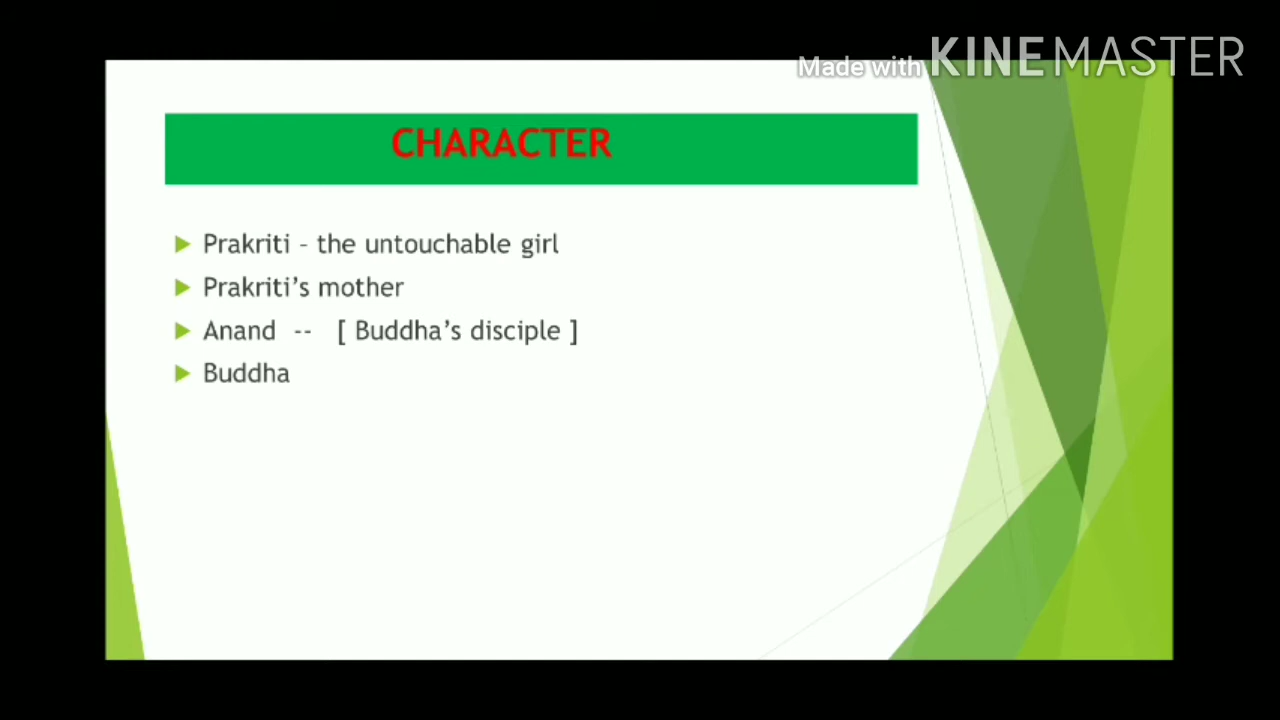 Made with KINEMASTER
CHARACTER
Prakriti – the untouchable girl
Prakriti’s mother
Anand -- [ Buddha’s disciple ]
Buddha